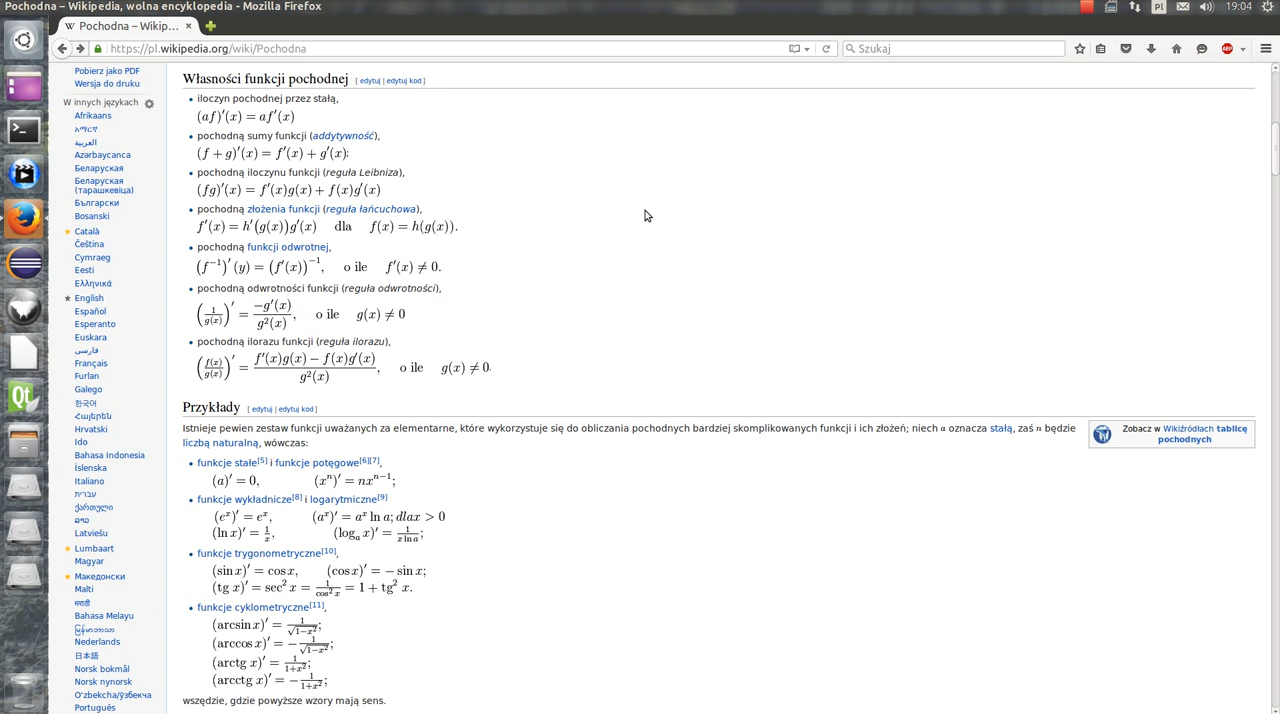 Pochodna – Wikipedia, wolna encyklopedia - Mozilla Firefox
Pl
19:04
W Pochodna – Wikip... ×
https://pl.wikipedia.org/wiki/Pochodna
Szukaj
ABP
Pobierz jako PDF
Wersja do druku
W innych językach
Afrikaans
አማርኛ
العربية
Azərbaycanca
Беларуская
Беларуская
(тарашкевіца)
Български
Bosanski
Català
Čeština
Cymraeg
Eesti
Ελληνικά
English
Español
Esperanto
Euskara
فارسی
Français
Furlan
Galego
한국어
Հայերեն
Hrvatski
Ido
Bahasa Indonesia
Íslenska
Italiano
עברית
ქართული
ລາວ
Latviešu
Lumbaart
Magyar
Македонски
Malti
मराठी
Bahasa Melayu
မြန်မာဘာသာ
Nederlands
日本語
Norsk bokmål
Norsk nynorsk
Oʻzbekcha/ўзбекча
Português
Własności funkcji pochodnej [ edytuj | edytuj kod ]
• iloczyn pochodnej przez stałą,
(af)′(x) = af′(x)
• pochodną sumy funkcji (addytywność),
(f + g)′(x) = f′(x) + g′(x);
• pochodną iloczynu funkcji (reguła Leibniza),
(fg)′(x) = f′(x)g(x) + f(x)g′(x)
• pochodną złożenia funkcji (reguła łańcuchowa),
f′(x) = h′(g(x))g′(x) dla f(x) = h(g(x)).
• pochodną funkcji odwrotnej,
(f⁻¹)′(y) = (f′(x))⁻¹, o ile f′(x) ≠ 0.
• pochodną odwrotności funkcji (reguła odwrotności),
(1/g(x))′ = −g′(x)/g²(x), o ile g(x) ≠ 0
• pochodną ilorazu funkcji (reguła ilorazu),
(f(x)/g(x))′ = (f′(x)g(x) − f(x)g′(x))/g²(x), o ile g(x) ≠ 0.
Przykłady [ edytuj | edytuj kod ]
Istnieje pewien zestaw funkcji uważanych za elementarne, które wykorzystuje się do obliczania pochodnych bardziej skomplikowanych funkcji i ich złożeń; niech a oznacza stałą, zaś n będzie
liczbą naturalną, wówczas:
Zobacz w Wikiźródłach tablicę
pochodnych
• funkcje stałe[5] i funkcje potęgowe[6][7],
(a)′ = 0, (xⁿ)′ = nxⁿ⁻¹;
• funkcje wykładnicze[8] i logarytmiczne[9]
(eˣ)′ = eˣ, (aˣ)′ = aˣ ln a; dlax > 0
(ln x)′ = 1/x, (logₐ x)′ = 1/(x ln a);
• funkcje trygonometryczne[10],
(sin x)′ = cos x, (cos x)′ = − sin x;
(tg x)′ = sec² x = 1/cos² x = 1 + tg² x.
• funkcje cyklometryczne[11],
(arcsin x)′ = 1/√(1−x²);
(arccos x)′ = −1/√(1−x²);
(arctg x)′ = 1/(1+x²);
(arcctg x)′ = −1/(1+x²);
wszędzie, gdzie powyższe wzory mają sens.